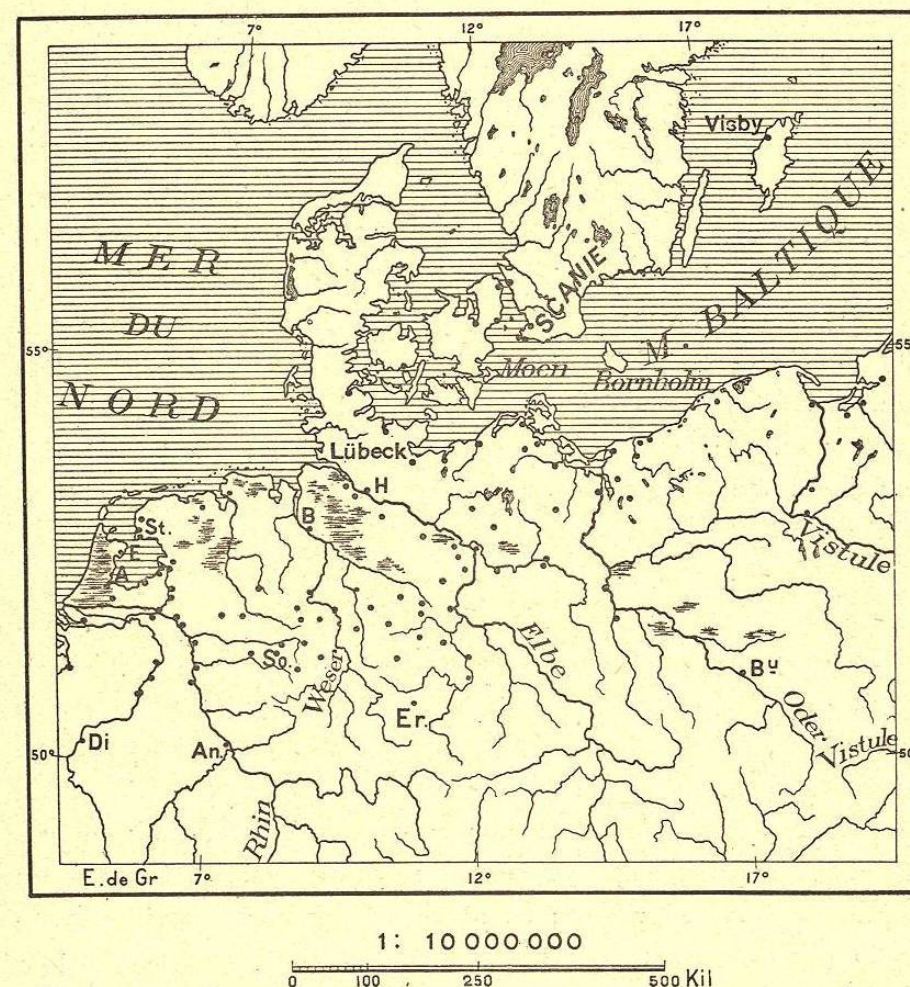 7° 12° 17°
Visby
MER
DU
NORD
M. BALTIQUE
SCANIE
55° 55
Moen
Bornholm
Lübeck
H
B
St.
E
A
Vistule
So.
Weser
Elbe
Bu
Er.
Oder
Di
An.
Vistule
50° 50
Rhin
E. de Gr 7° 12° 17°
1: 10 000 000
0 100 250 500 Kil